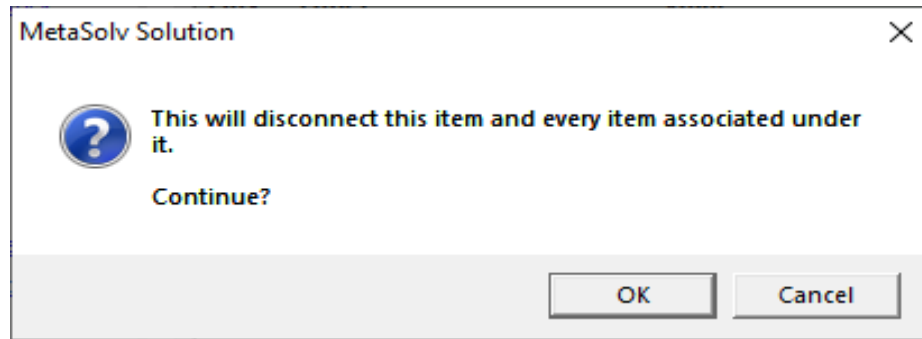 MetaSolv Solution
This will disconnect this item and every item associated under
it.
Continue?
OK
Cancel